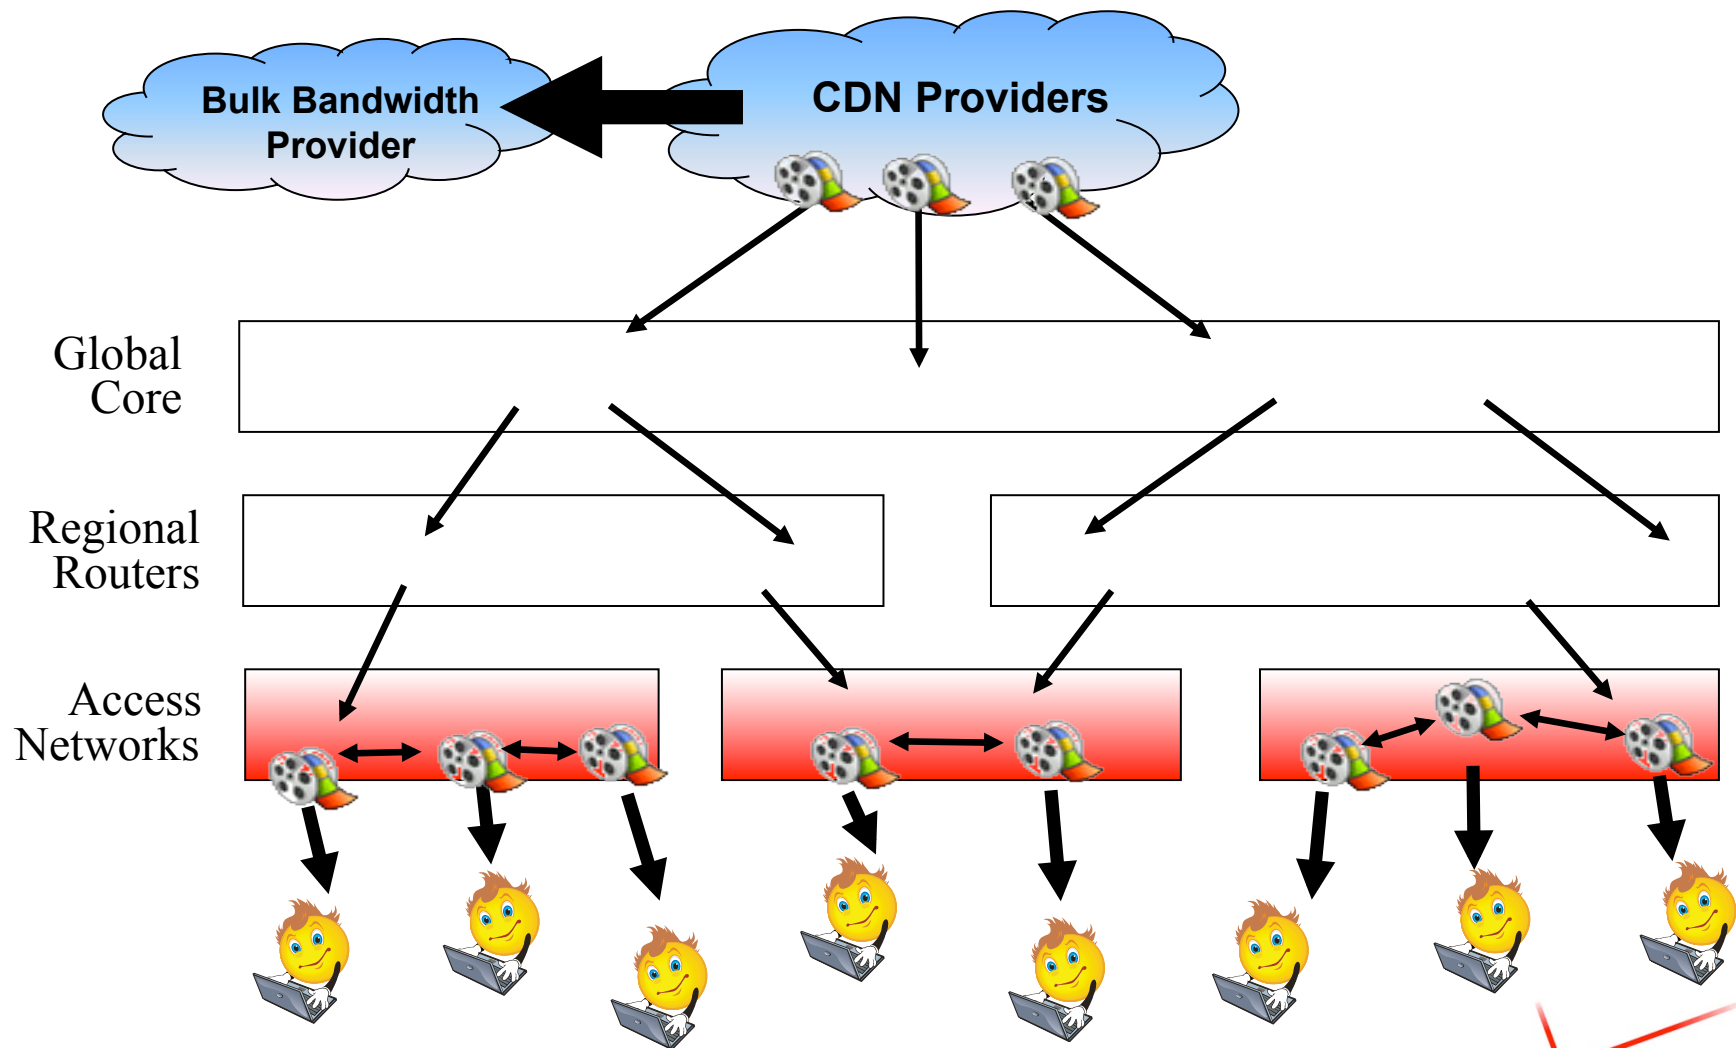 Bulk Bandwidth
Provider
CDN Providers
Global
Core
Regional
Routers
Access
Networks